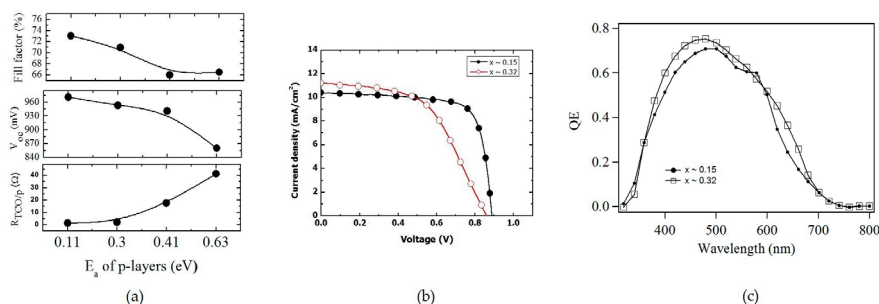 (a)
Fill factor (%)
74
72
70
68
66
V_oc (mV)
960
930
900
870
840
R_TCO/p (Ω)
40
30
20
10
0
0.11 0.3 0.41 0.63
E_a of p-layers (eV)
(a)
Current density (mA/cm²)
14
12
10
8
6
4
2
0
x ~ 0.15
x ~ 0.32
0.0 0.2 0.4 0.6 0.8 1.0
Voltage (V)
(b)
QE
0.8
0.6
0.4
0.2
0.0
x ~ 0.15
x ~ 0.32
400 500 600 700 800
Wavelength (nm)
(c)